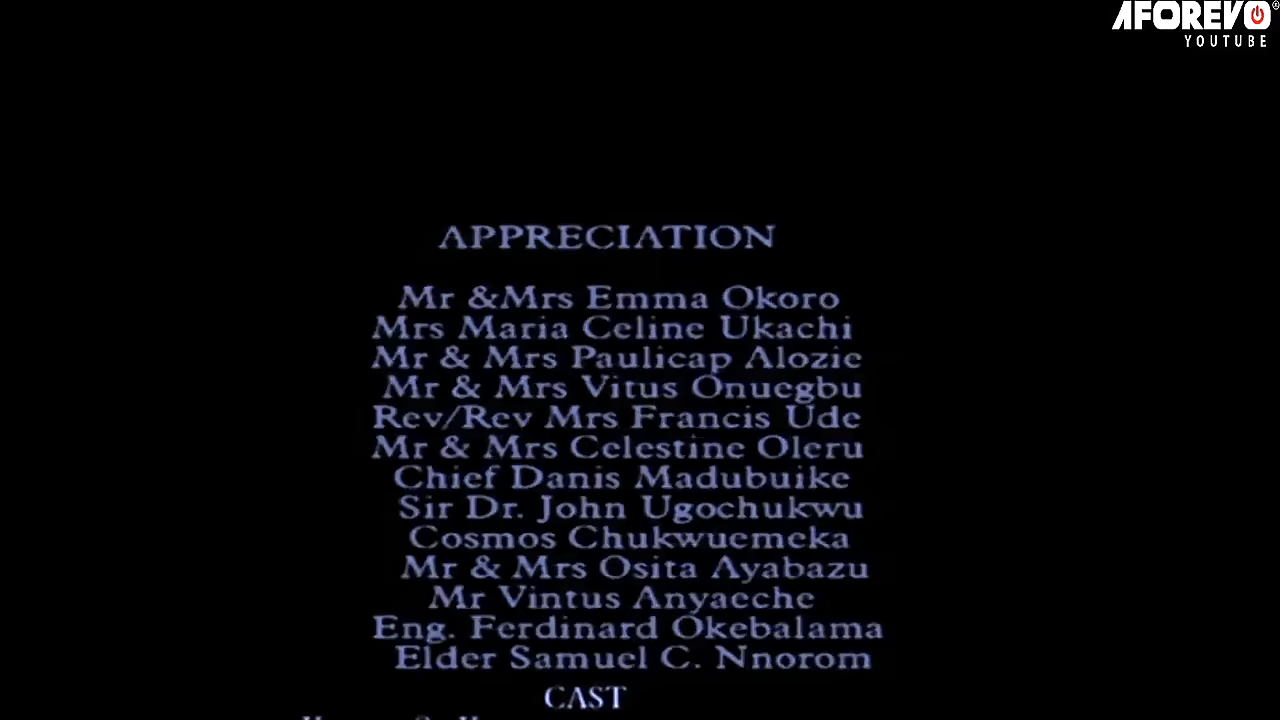 AFOREVO
YOUTUBE
APPRECIATION
Mr &Mrs Emma Okoro
Mrs Maria Celine Ukachi
Mr & Mrs Paulicap Alozie
Mr & Mrs Vitus Onuegbu
Rev/Rev Mrs Francis Ude
Mr & Mrs Celestine Oleru
Chief Danis Madubuike
Sir Dr. John Ugochukwu
Cosmos Chukwuemeka
Mr & Mrs Osita Ayabazu
Mr Vintus Anyaeche
Eng. Ferdinard Okebalama
Elder Samuel C. Nnorom
CAST